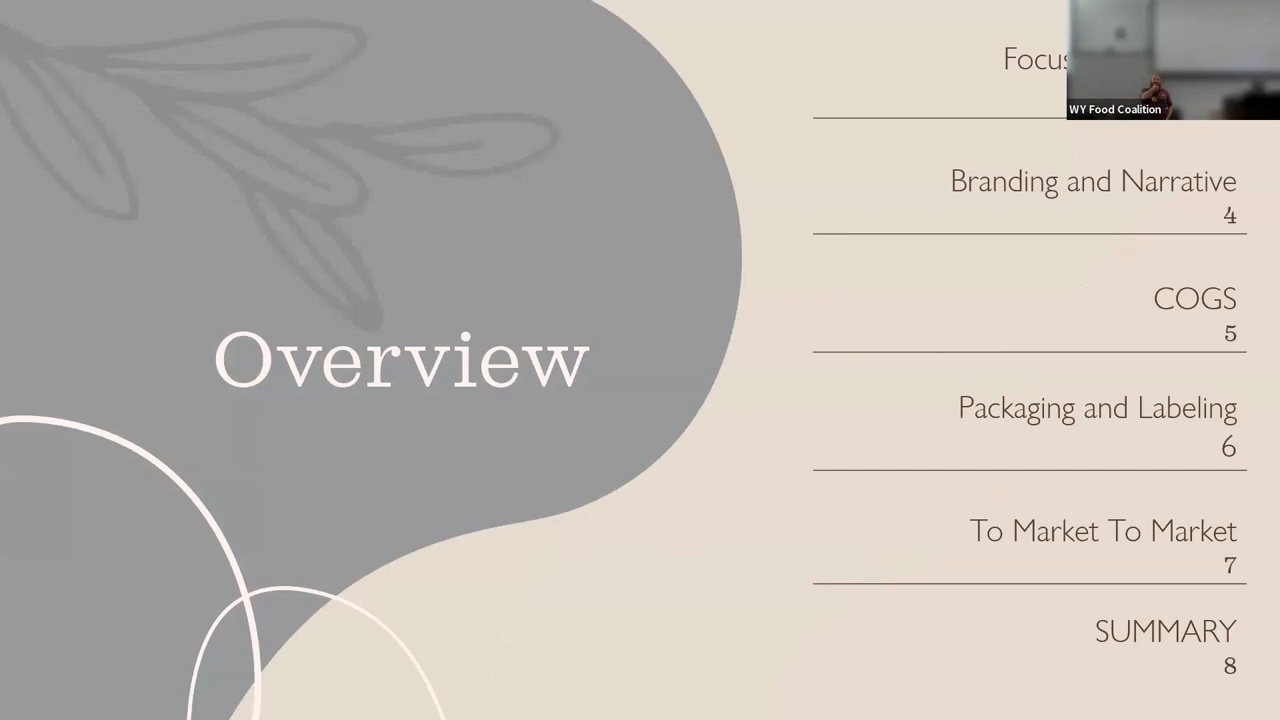 Overview
Focus
WY Food Coalition
Branding and Narrative
4
COGS
5
Packaging and Labeling
6
To Market To Market
7
SUMMARY
8